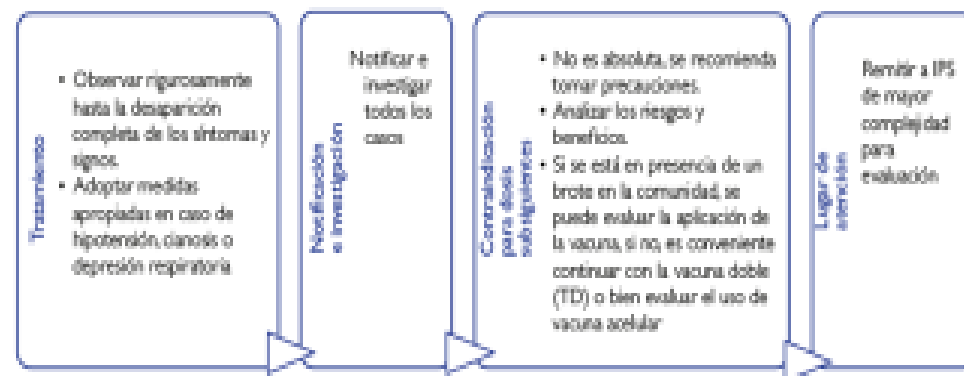 Tratamiento
• Observar rigurosamente
hasta la desaparición
completa de los síntomas y
signos.
• Adoptar medidas
apropiadas en caso de
hipotensión, cianosis o
depresión respiratoria
Notificación
e investigación
Notificar e
investigar
todos los
casos
Contraindicación
para dosis
subsiguientes
• No es absoluta, se recomienda
tomar precauciones.
• Analizar los riesgos y
beneficios.
• Si se está en presencia de un
brote en la comunidad, se
puede evaluar la aplicación de
la vacuna, si no, es conveniente
continuar con la vacuna doble
(TD) o bien evaluar el uso de
vacuna acelular
Lugar de
atención
Remitir a IPS
de mayor
complejidad
para
evaluación